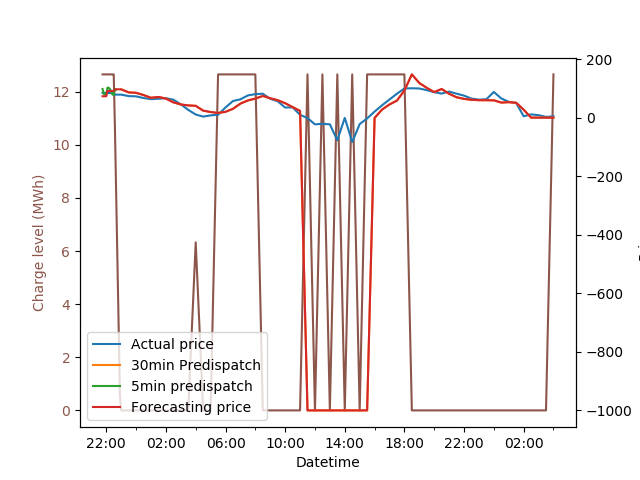 200
12
0
10
−200
8
−400
6
−600
4
−800
2
0
−1000
Charge level (MWh)
Actual price
30min Predispatch
5min predispatch
Forecasting price
22:00 02:00 06:00 10:00 14:00 18:00 22:00 02:00
Datetime